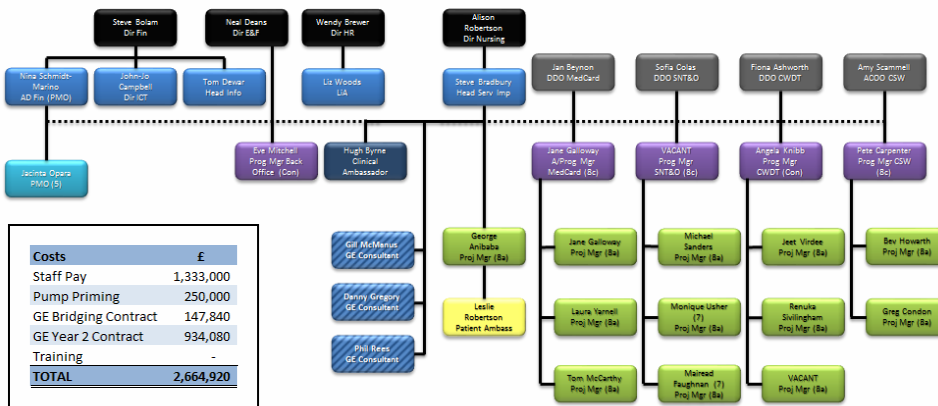 Steve Bolam
Dir Fin
Neal Deans
Dir E&F
Wendy Brewer
Dir HR
Alison
Robertson
Dir Nursing
Nina Schmidt-
Marino
AD Fin (PMO)
John-Jo
Campbell
Dir ICT
Tom Dewar
Head Info
Liz Woods
LiA
Steve Bradbury
Head Serv Imp
Jan Beynon
DDO MedCard
Sofia Colas
DDO SNT&O
Fiona Ashworth
DDO CWDT
Amy Scammell
ACOO CSW
Jacinta Opara
PMO (5)
Eve Mitchell
Prog Mgr Back
Office (Con)
Hugh Byrne
Clinical
Ambassador
Jane Galloway
A/Prog Mgr
MedCard (8c)
VACANT
Prog Mgr
SNT&O (8c)
Angela Knibb
Prog Mgr
CWDT (Con)
Pete Carpenter
Prog Mgr CSW
(8c)
Gill McManus
GE Consultant
Danny Gregory
GE Consultant
Phil Rees
GE Consultant
George
Anibaba
Proj Mgr (8a)
Leslie
Robertson
Patient Ambass
Jane Galloway
Proj Mgr (8a)
Laura Yarnell
Proj Mgr (8a)
Tom McCarthy
Proj Mgr (8a)
Michael
Sanders
Proj Mgr (8a)
Monique Usher
(7)
Proj Mgr (8a)
Mairead
Faughnan (7)
Proj Mgr (8a)
Jeet Virdee
Proj Mgr (8a)
Renuka
Sivilingham
Proj Mgr (8a)
VACANT
Proj Mgr (8a)
Bev Howarth
Proj Mgr (8a)
Greg Condon
Proj Mgr (8a)
Costs £
Staff Pay 1,333,000
Pump Priming 250,000
GE Bridging Contract 147,840
GE Year 2 Contract 934,080
Training -
TOTAL 2,664,920